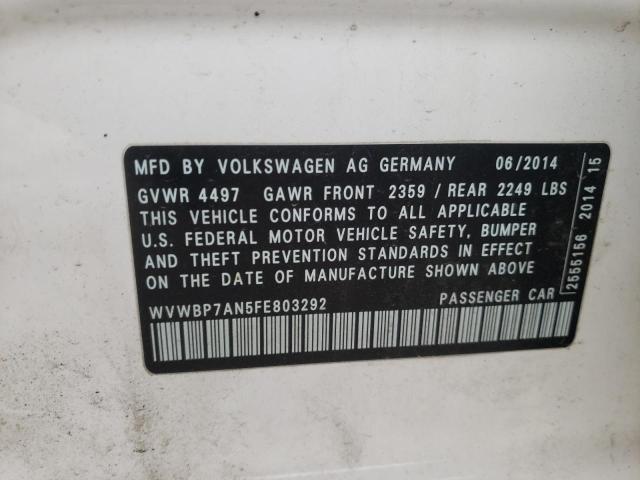 MFD BY VOLKSWAGEN AG GERMANY 06/2014
GVWR 4497 GAWR FRONT 2359 / REAR 2249 LBS
THIS VEHICLE CONFORMS TO ALL APPLICABLE
U.S. FEDERAL MOTOR VEHICLE SAFETY, BUMPER
AND THEFT PREVENTION STANDARDS IN EFFECT
ON THE DATE OF MANUFACTURE SHOWN ABOVE
WVWBP7AN5FE803292 PASSENGER CAR
2556156 2014 15